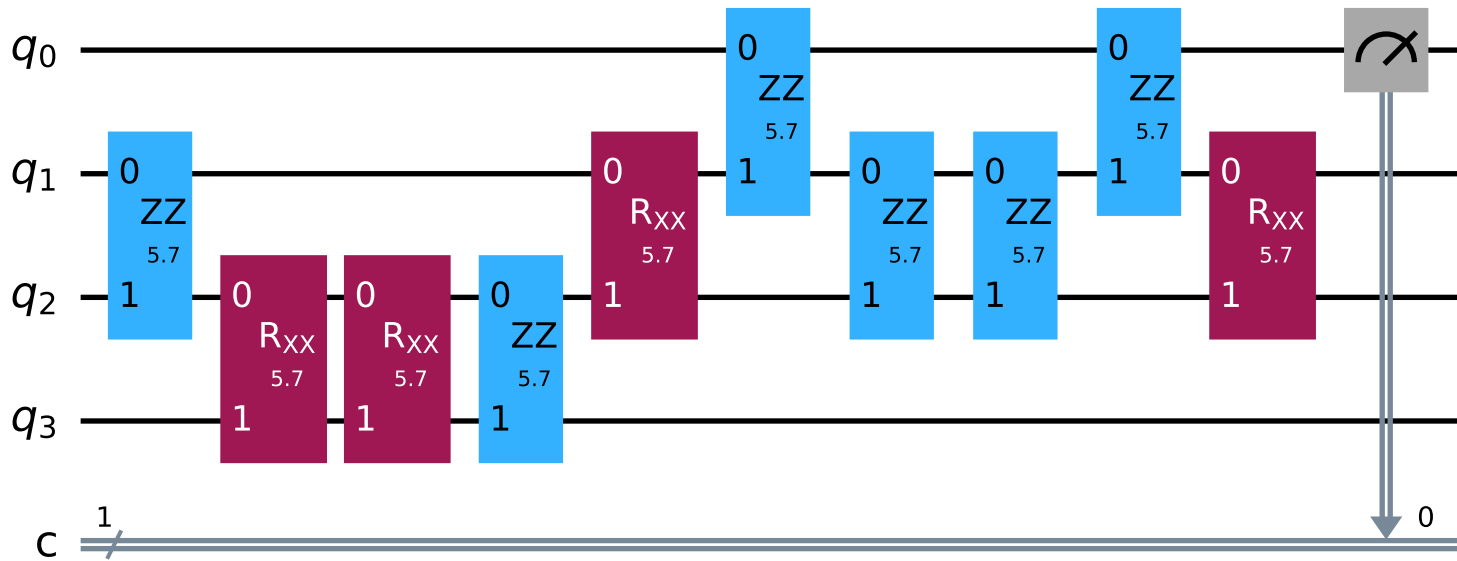 q0 0 ZZ 5.7 1 0 ZZ 5.7 1
q1 0 ZZ 5.7 1 0 RXX 5.7 1 0 ZZ 5.7 1 0 ZZ 5.7 1 0 RXX 5.7 1
q2 0 RXX 5.7 1 0 RXX 5.7 1 0 ZZ 5.7 1
q3
c 1 0